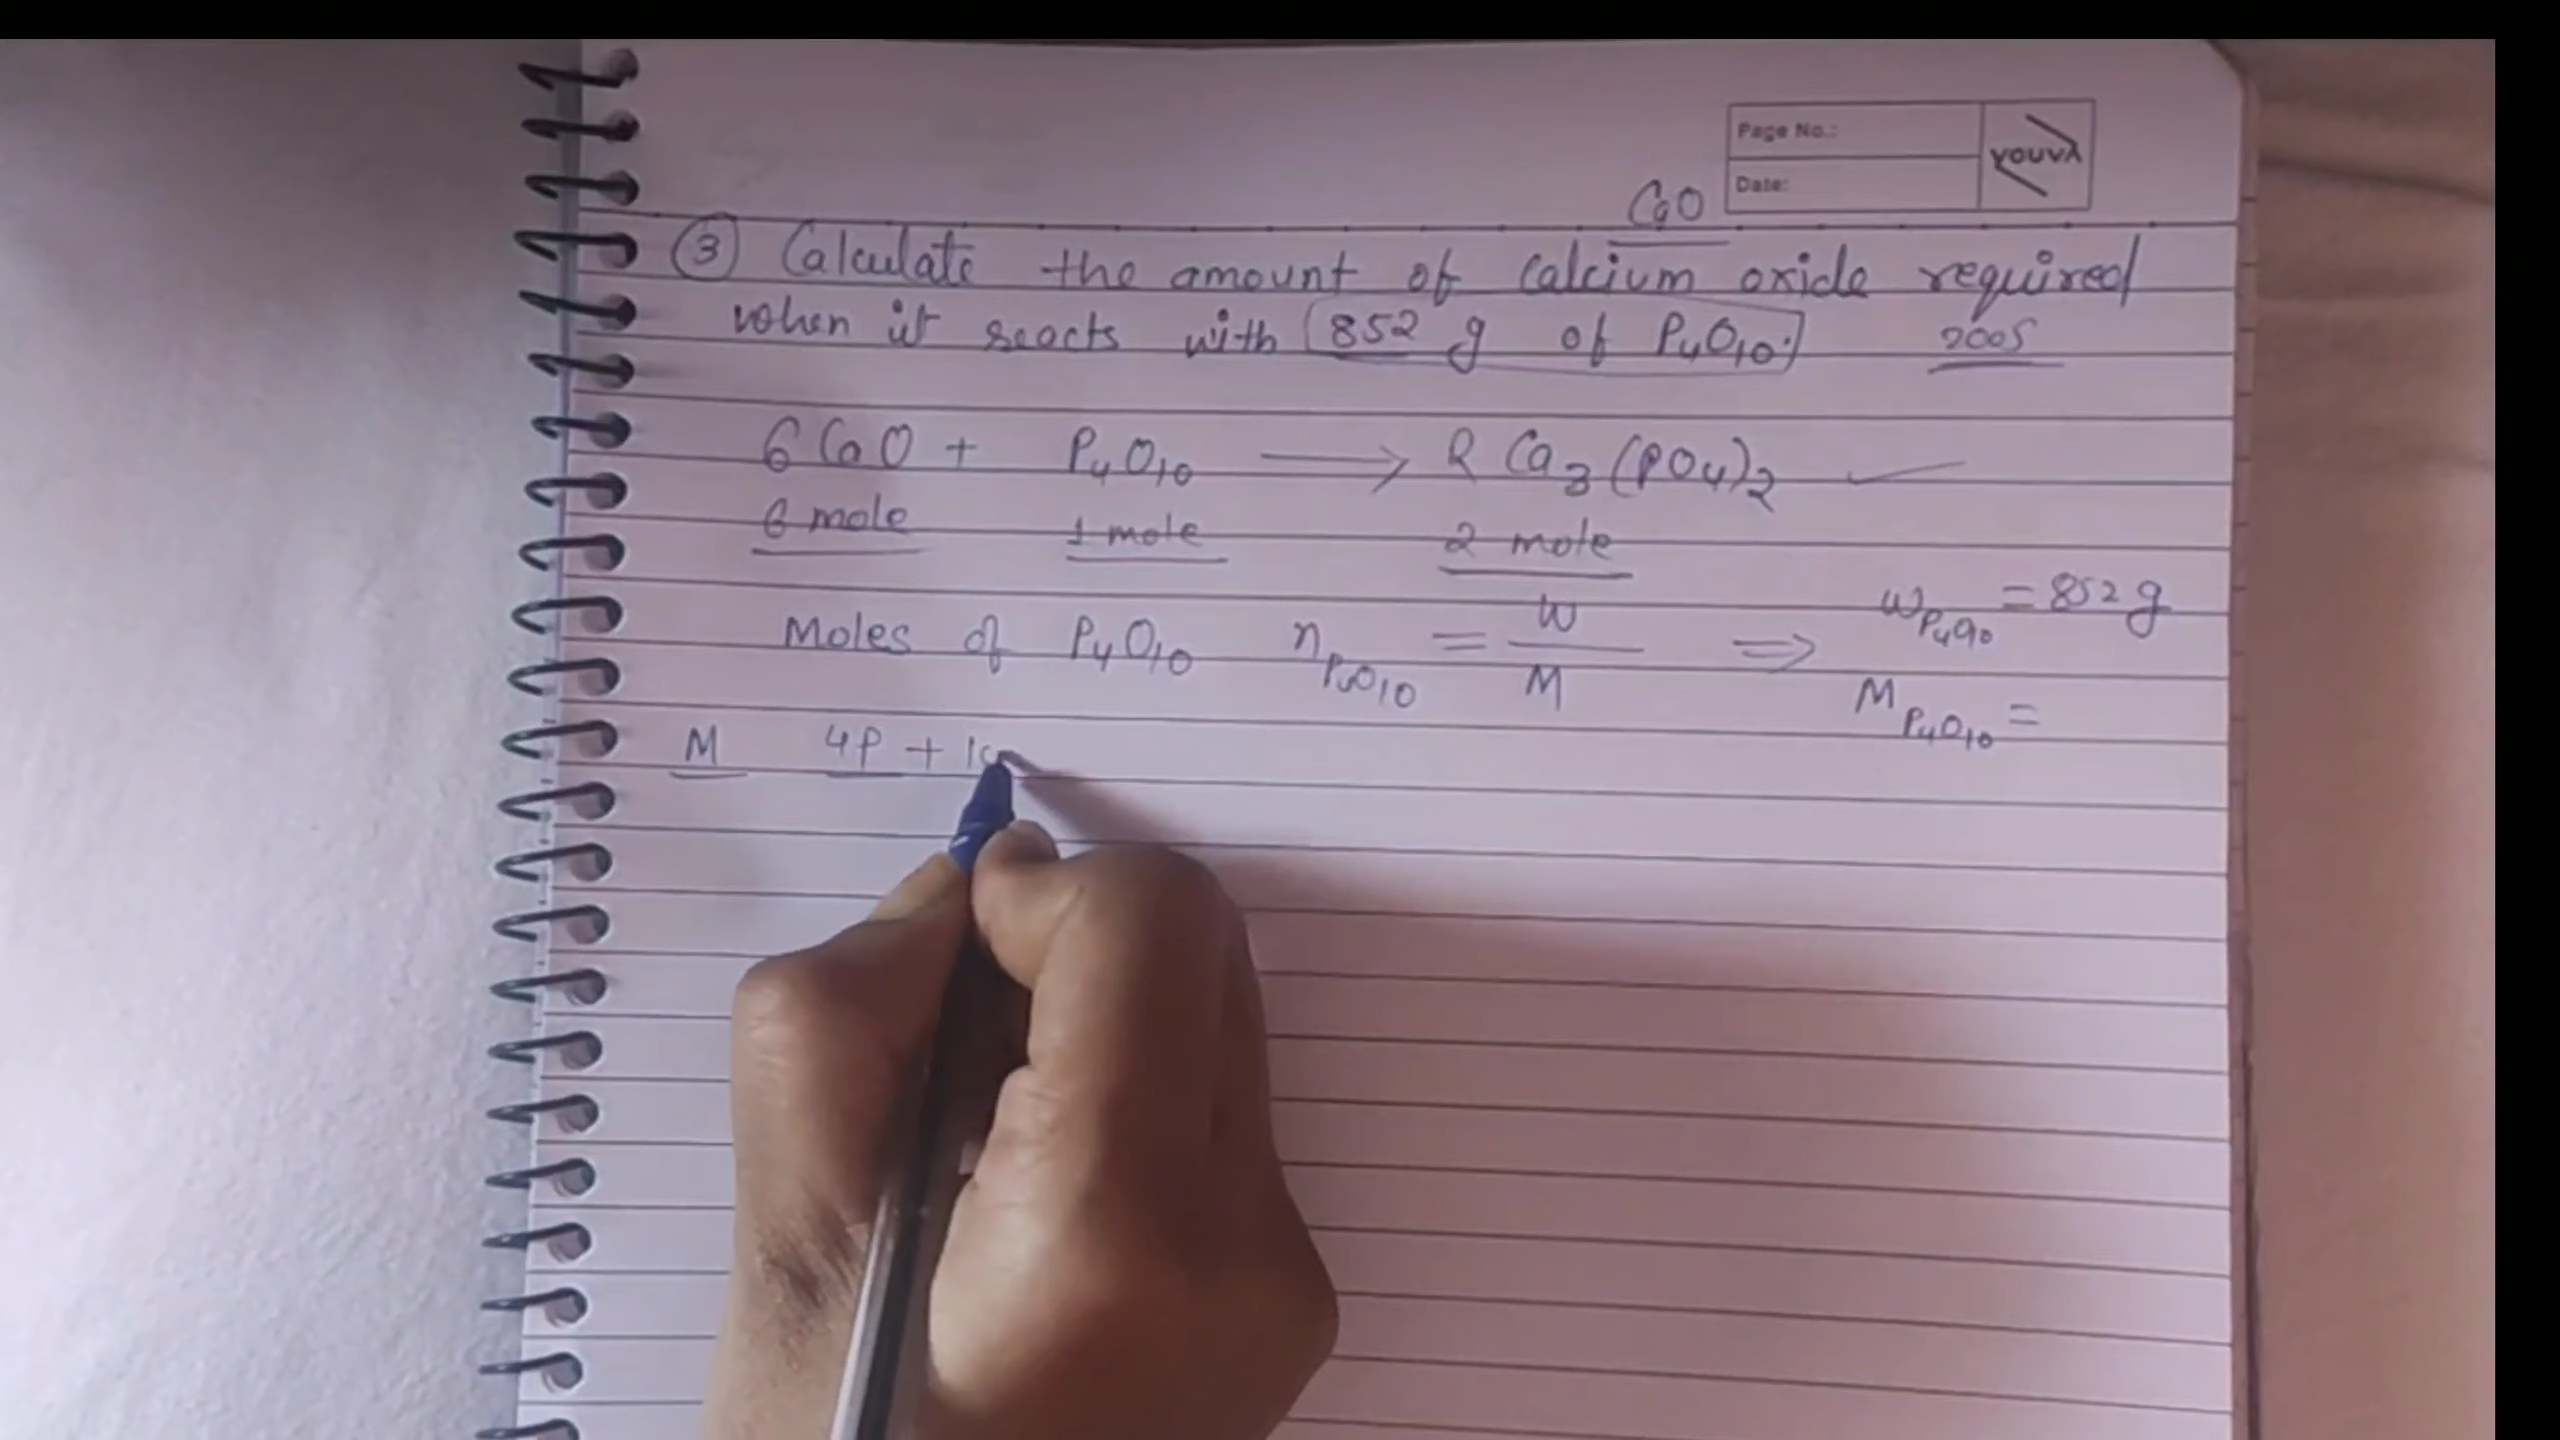 Page No.:
Date:
youva
CaO
③ Calculate the amount of Calcium oxide required
when it reacts with 852 g of P4O10. 2005
6 CaO + P4O10 ⟶ 2 Ca3(PO4)2
6 mole 1 mole 2 mole
Moles of P4O10 nP4O10 = W/M ⇒ wP4O10 = 852 g
MP4O10 =
M 4P + 10